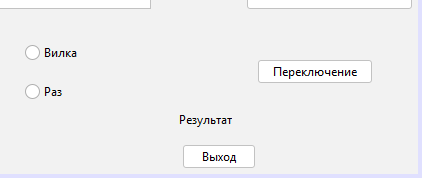 Вилка
Переключение
Раз
Результат
Выход